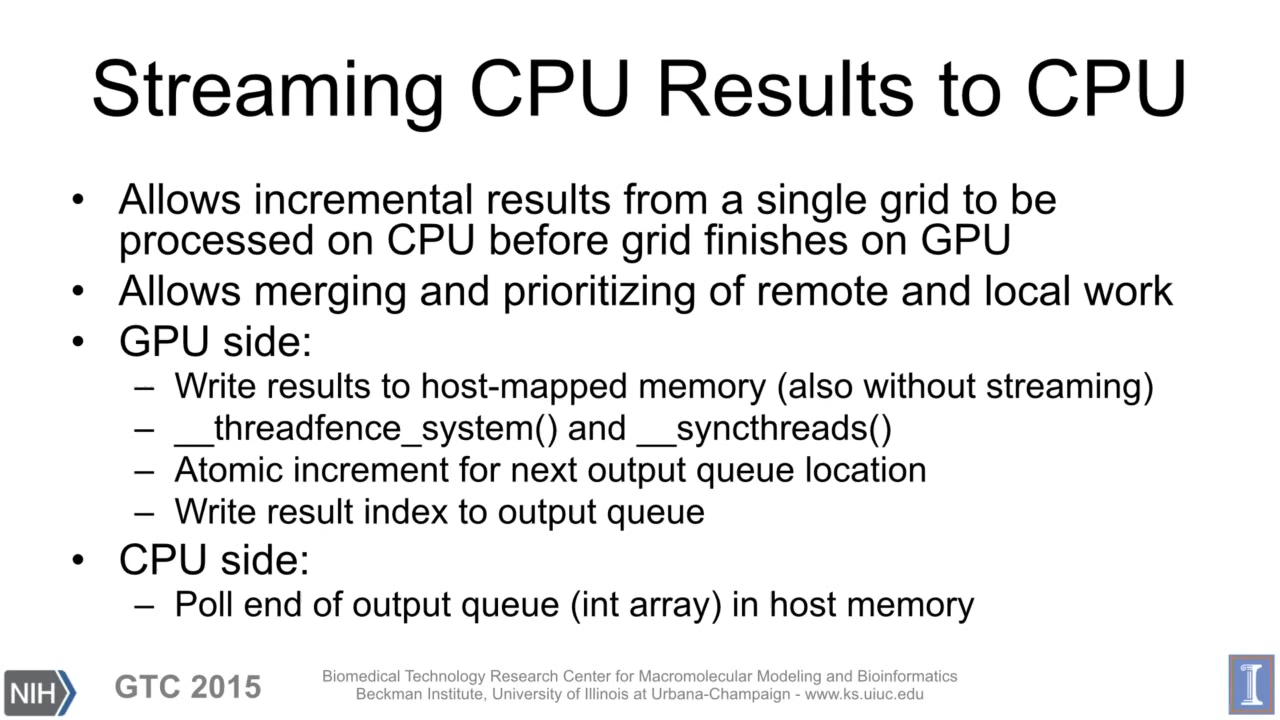 Streaming CPU Results to CPU
• Allows incremental results from a single grid to be
processed on CPU before grid finishes on GPU
• Allows merging and prioritizing of remote and local work
• GPU side:
– Write results to host-mapped memory (also without streaming)
– __threadfence_system() and __syncthreads()
– Atomic increment for next output queue location
– Write result index to output queue
• CPU side:
– Poll end of output queue (int array) in host memory
NIH
GTC 2015
Biomedical Technology Research Center for Macromolecular Modeling and Bioinformatics
Beckman Institute, University of Illinois at Urbana-Champaign - www.ks.uiuc.edu
I